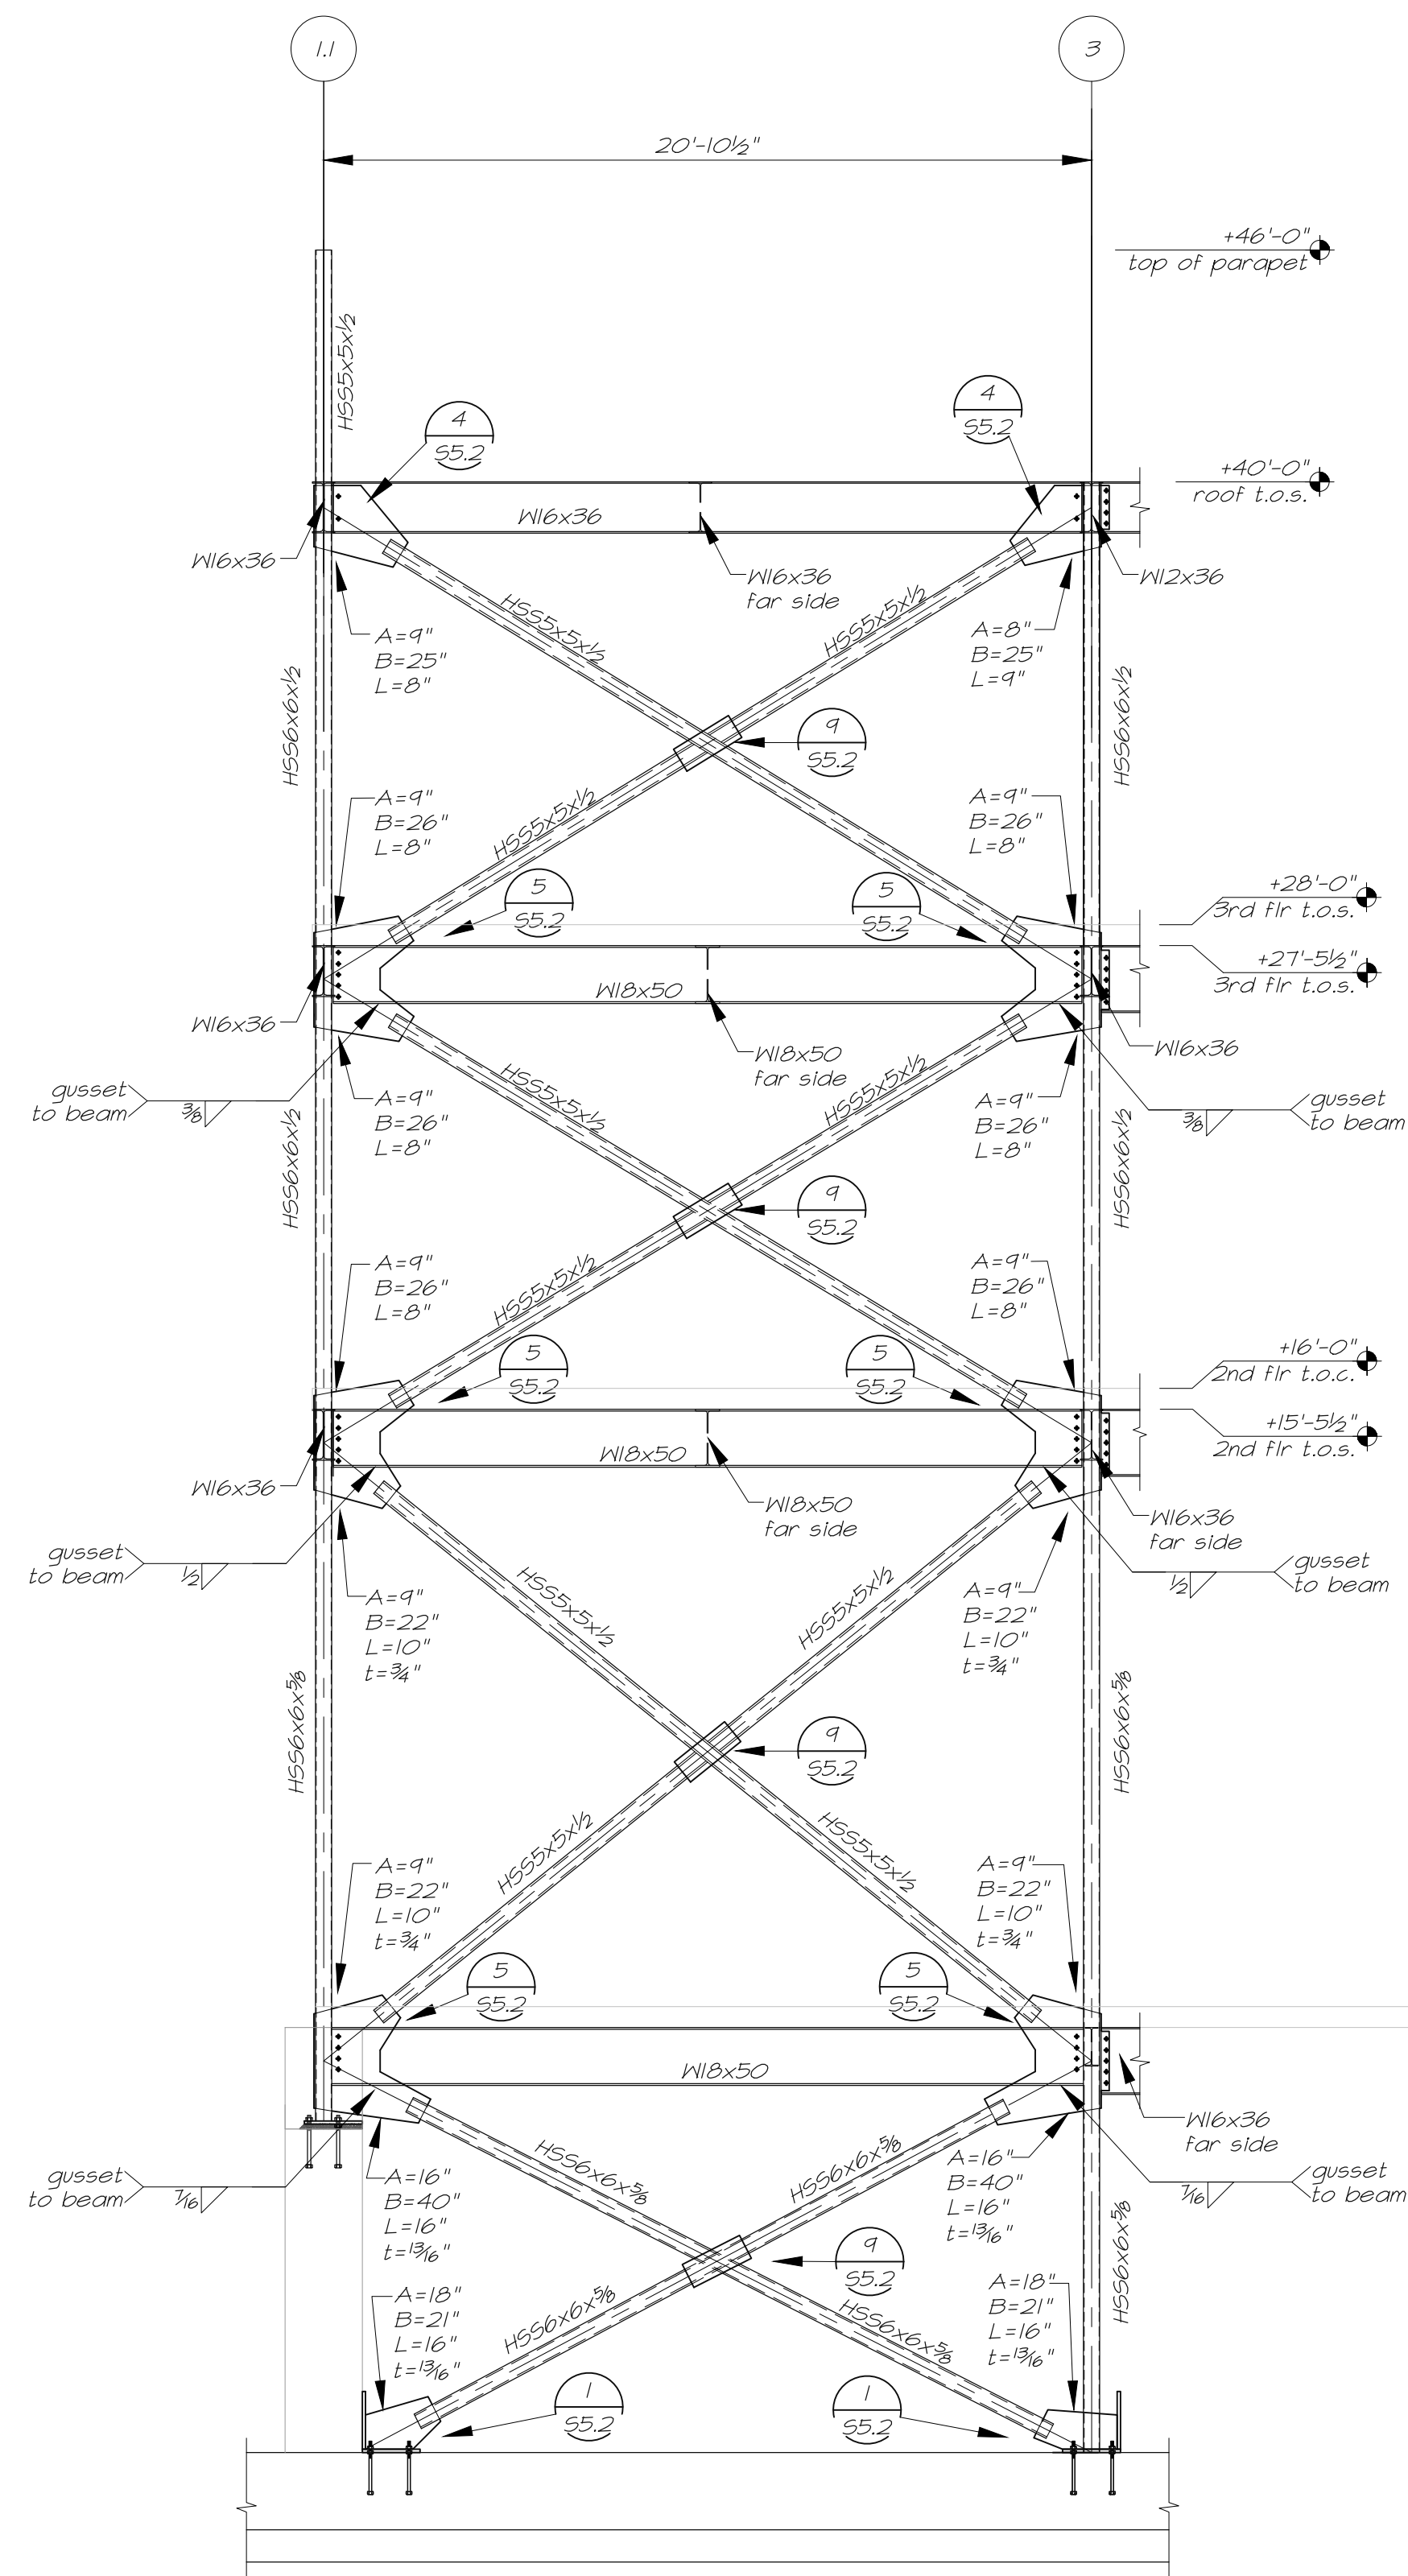 1.1
3
20'-10½"
+46'-0"
top of parapet
HSS5x5x½
4
S5.2
4
S5.2
+40'-0"
roof t.o.s.
W16x36
W16x36
W16x36
far side
W12x36
HSS5x5x½
HSS5x5x½
A=9"
B=25"
L=8"
A=8"
B=25"
L=9"
HSS6x6x½
HSS6x6x½
9
S5.2
A=9"
B=26"
L=8"
HSS5x5x½
A=9"
B=26"
L=8"
5
S5.2
5
S5.2
+28'-0"
3rd flr t.o.s.
+27'-5½"
3rd flr t.o.s.
W18x50
W16x36
W18x50
far side
W16x36
gusset
to beam
3/8
HSS5x5x½
HSS5x5x½
A=9"
B=26"
L=8"
A=9"
B=26"
L=8"
3/8
gusset
to beam
HSS6x6x½
HSS6x6x½
9
S5.2
A=9"
B=26"
L=8"
HSS5x5x½
A=9"
B=26"
L=8"
5
S5.2
5
S5.2
+16'-0"
2nd flr t.o.c.
+15'-5½"
2nd flr t.o.s.
W18x50
W16x36
W18x50
far side
W16x36
far side
gusset
to beam
1/2
1/2
gusset
to beam
HSS5x5x½
HSS5x5x½
A=9"
B=22"
L=10"
t=¾"
A=9"
B=22"
L=10"
t=¾"
HSS6x6x⅝
HSS6x6x⅝
9
S5.2
HSS5x5x½
HSS5x5x½
A=9"
B=22"
L=10"
t=¾"
A=9"
B=22"
L=10"
t=¾"
5
S5.2
5
S5.2
W18x50
W16x36
far side
gusset
to beam
7/16
7/16
gusset
to beam
HSS6x6x⅝
HSS6x6x⅝
A=16"
B=40"
L=16"
t=13/16"
A=16"
B=40"
L=16"
t=13/16"
HSS6x6x⅝
9
S5.2
A=18"
B=21"
L=16"
t=13/16"
HSS6x6x⅝
HSS6x6x⅝
A=18"
B=21"
L=16"
t=13/16"
1
S5.2
1
S5.2